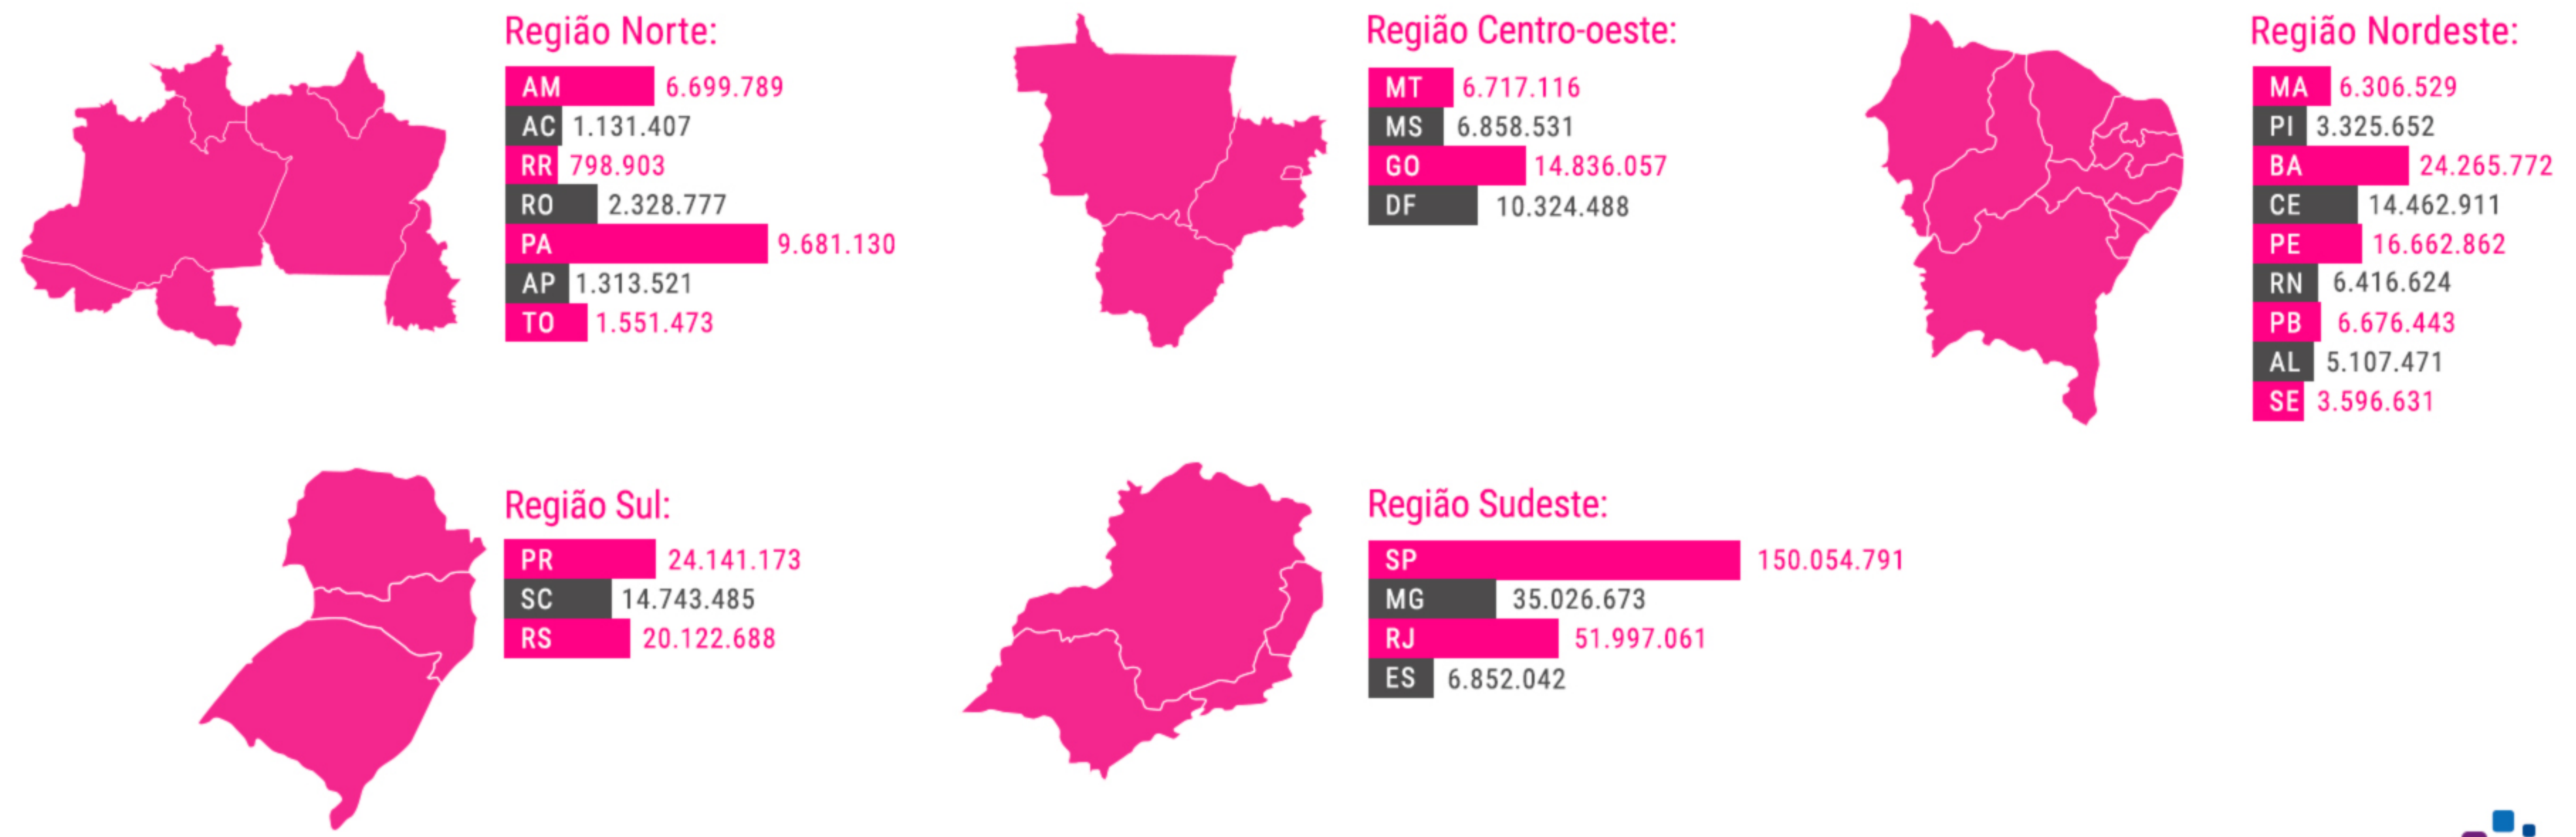 Região Norte:
AM 6.699.789
AC 1.131.407
RR 798.903
RO 2.328.777
PA 9.681.130
AP 1.313.521
TO 1.551.473
Região Centro-oeste:
MT 6.717.116
MS 6.858.531
GO 14.836.057
DF 10.324.488
Região Nordeste:
MA 6.306.529
PI 3.325.652
BA 24.265.772
CE 14.462.911
PE 16.662.862
RN 6.416.624
PB 6.676.443
AL 5.107.471
SE 3.596.631
Região Sul:
PR 24.141.173
SC 14.743.485
RS 20.122.688
Região Sudeste:
SP 150.054.791
MG 35.026.673
RJ 51.997.061
ES 6.852.042